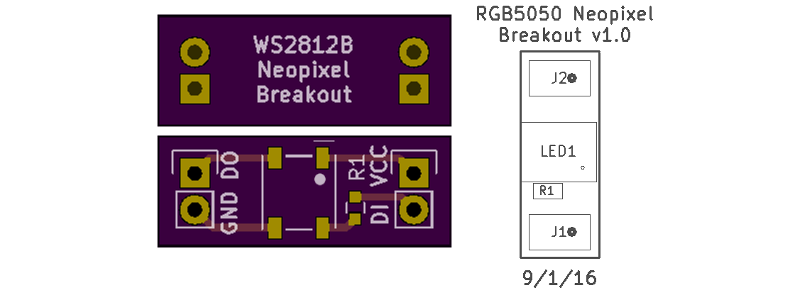 WS2812B
Neopixel
Breakout
DO
GND
R1
VCC
DI
RGB5050 Neopixel
Breakout v1.0
J2
LED1
R1
J1
9/1/16